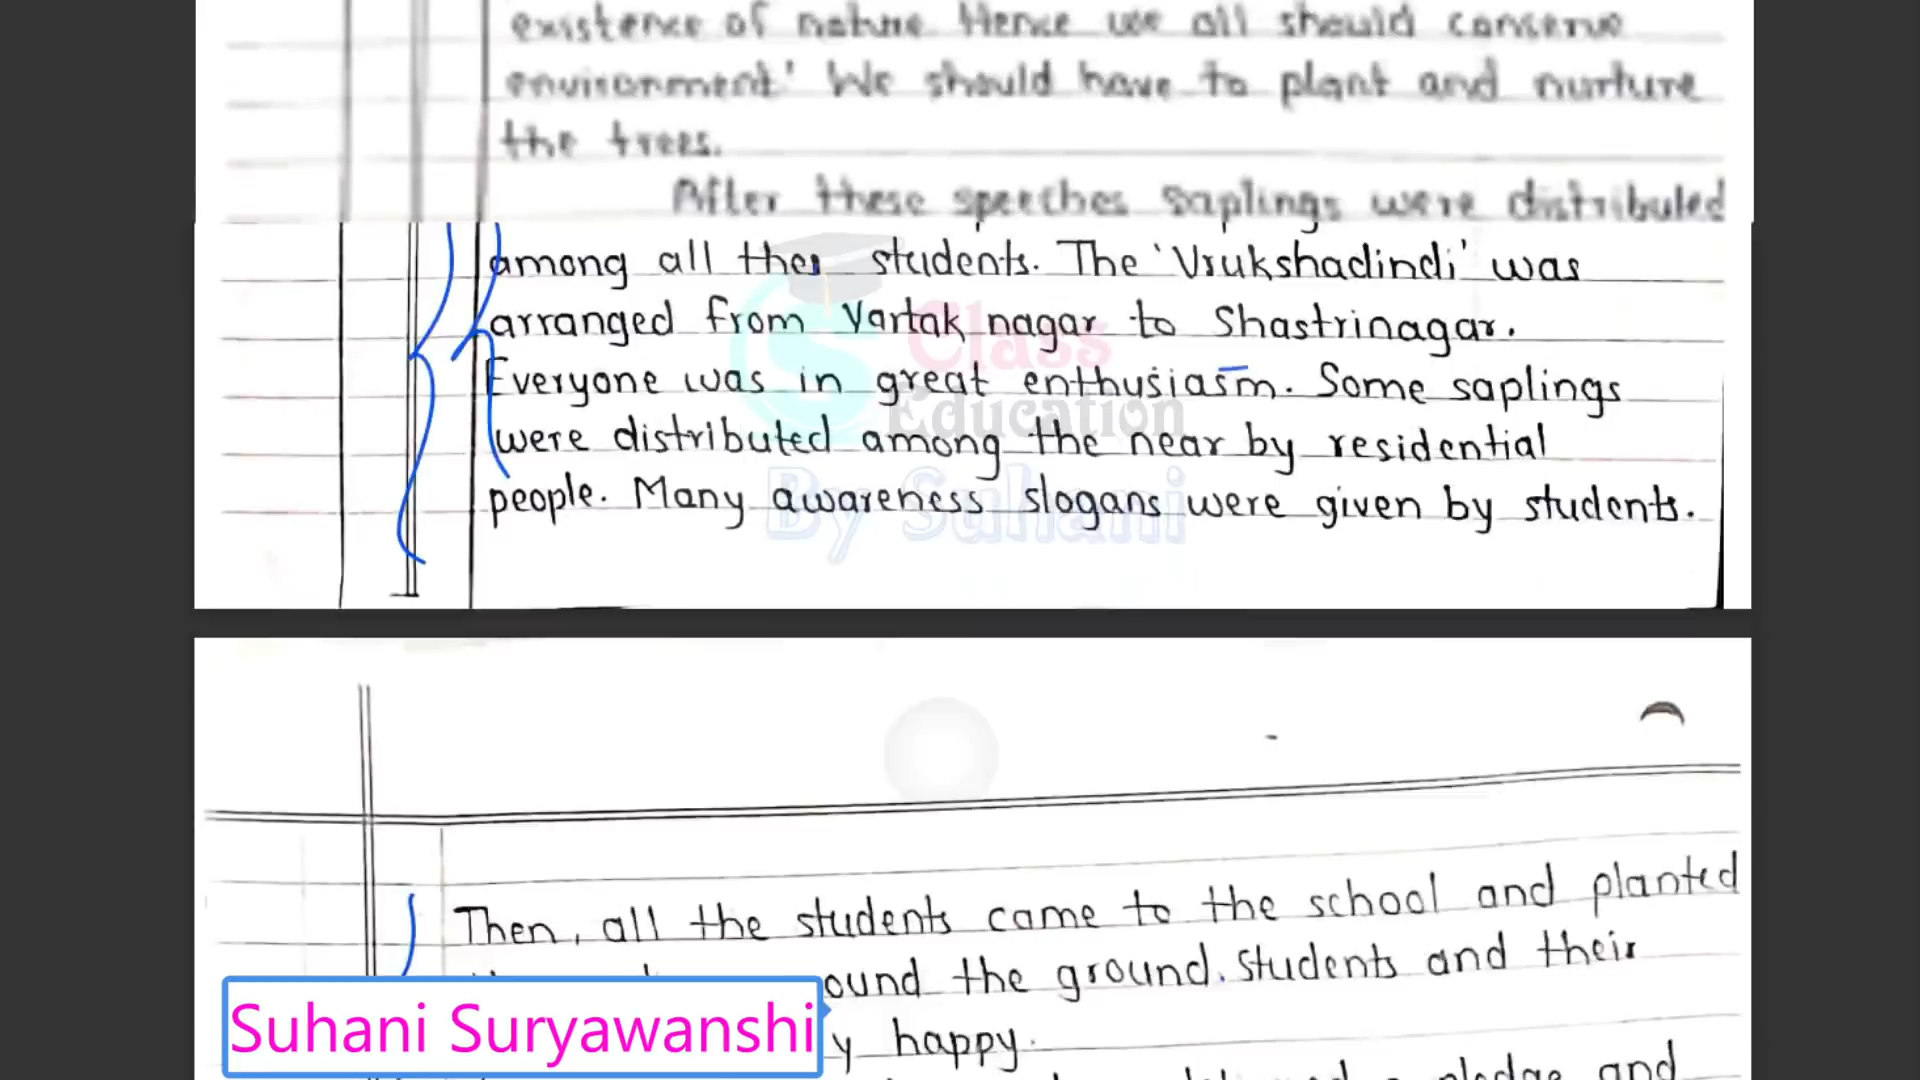 existence of nature. Hence we all should conserve
environment' We should have to plant and nurture
the trees.
After these speeches saplings were distributed
among all the students. The 'Vrukshadindi' was
arranged from Vartak nagar to Shastrinagar.
Everyone was in great enthusiasm. Some saplings
were distributed among the near by residential
people. Many awareness slogans were given by students.
Class
Education
By Suhani
Then, all the students came to the school and planted
ound the ground. Students and their
y happy.
pledge and
Suhani Suryawanshi